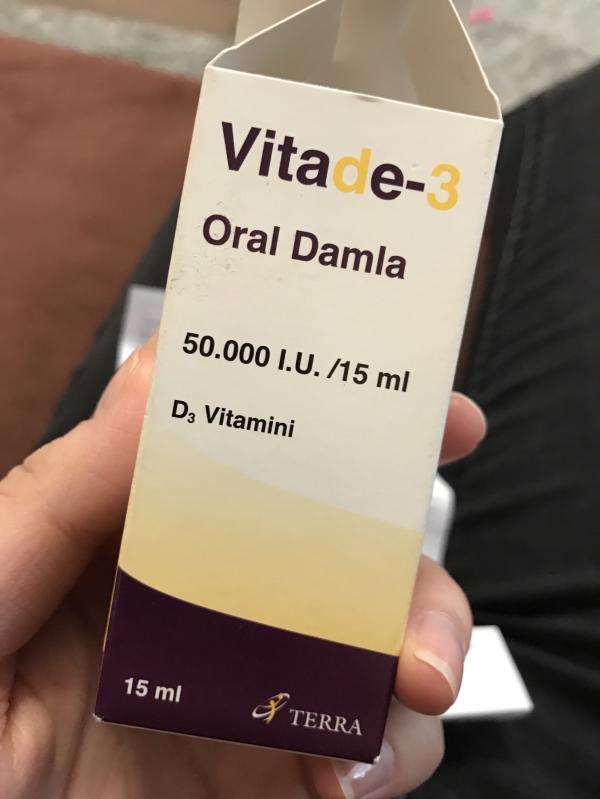 Vitade-3
Oral Damla
50.000 I.U. /15 ml
D₃ Vitamini
15 ml
TERRA